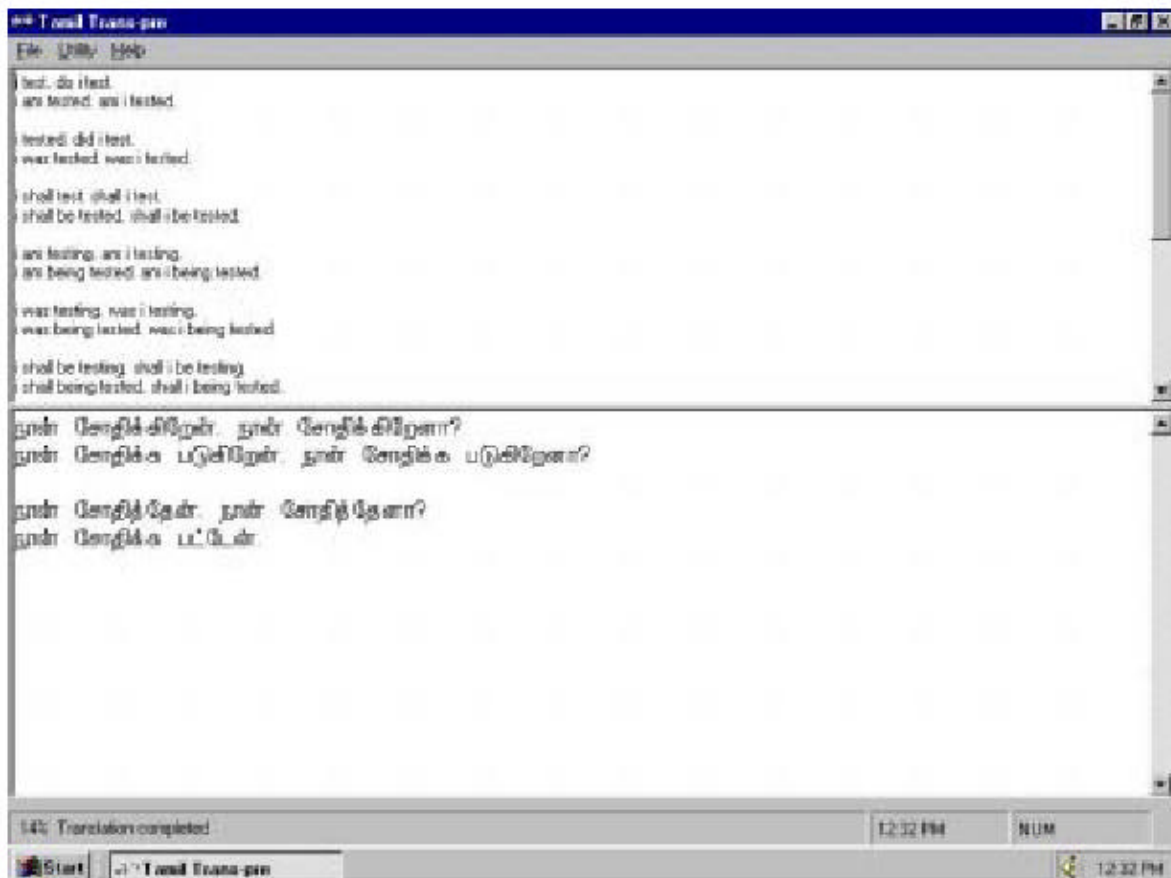 Tamil Trans-pro
File Utility Help
i test. do i test.
i am tested. am i tested.
i tested. did i test.
i was tested. was i tested.
i shall test. shall i test.
i shall be tested. shall i be tested.
i am testing. am i testing.
i am being tested. am i being tested.
i was testing. was i testing.
i was being tested. was i being tested.
i shall be testing. shall i be testing.
i shall being tested. shall i being tested.
நான் சோதிக்கிறேன். நான் சோதிக்கிறேனா?
நான் சோதிக்க படுகிறேன். நான் சோதிக்க படுகிறேனா?
நான் சோதித்தேன். நான் சோதித்தேனா?
நான் சோதிக்க பட்டேன்.
14% Translation completed 12:32 PM NUM
Start Tamil Trans-pro 12:32 PM